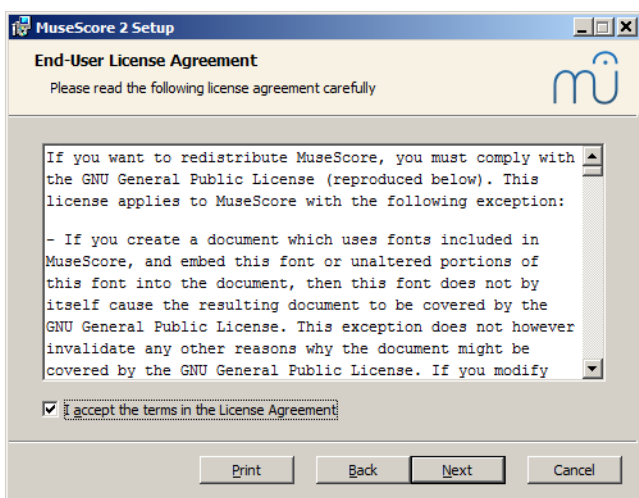 MuseScore 2 Setup
End-User License Agreement
Please read the following license agreement carefully
If you want to redistribute MuseScore, you must comply with
the GNU General Public License (reproduced below). This
license applies to MuseScore with the following exception:
- If you create a document which uses fonts included in
MuseScore, and embed this font or unaltered portions of
this font into the document, then this font does not by
itself cause the resulting document to be covered by the
GNU General Public License. This exception does not however
invalidate any other reasons why the document might be
covered by the GNU General Public License. If you modify
I accept the terms in the License Agreement
Print Back Next Cancel